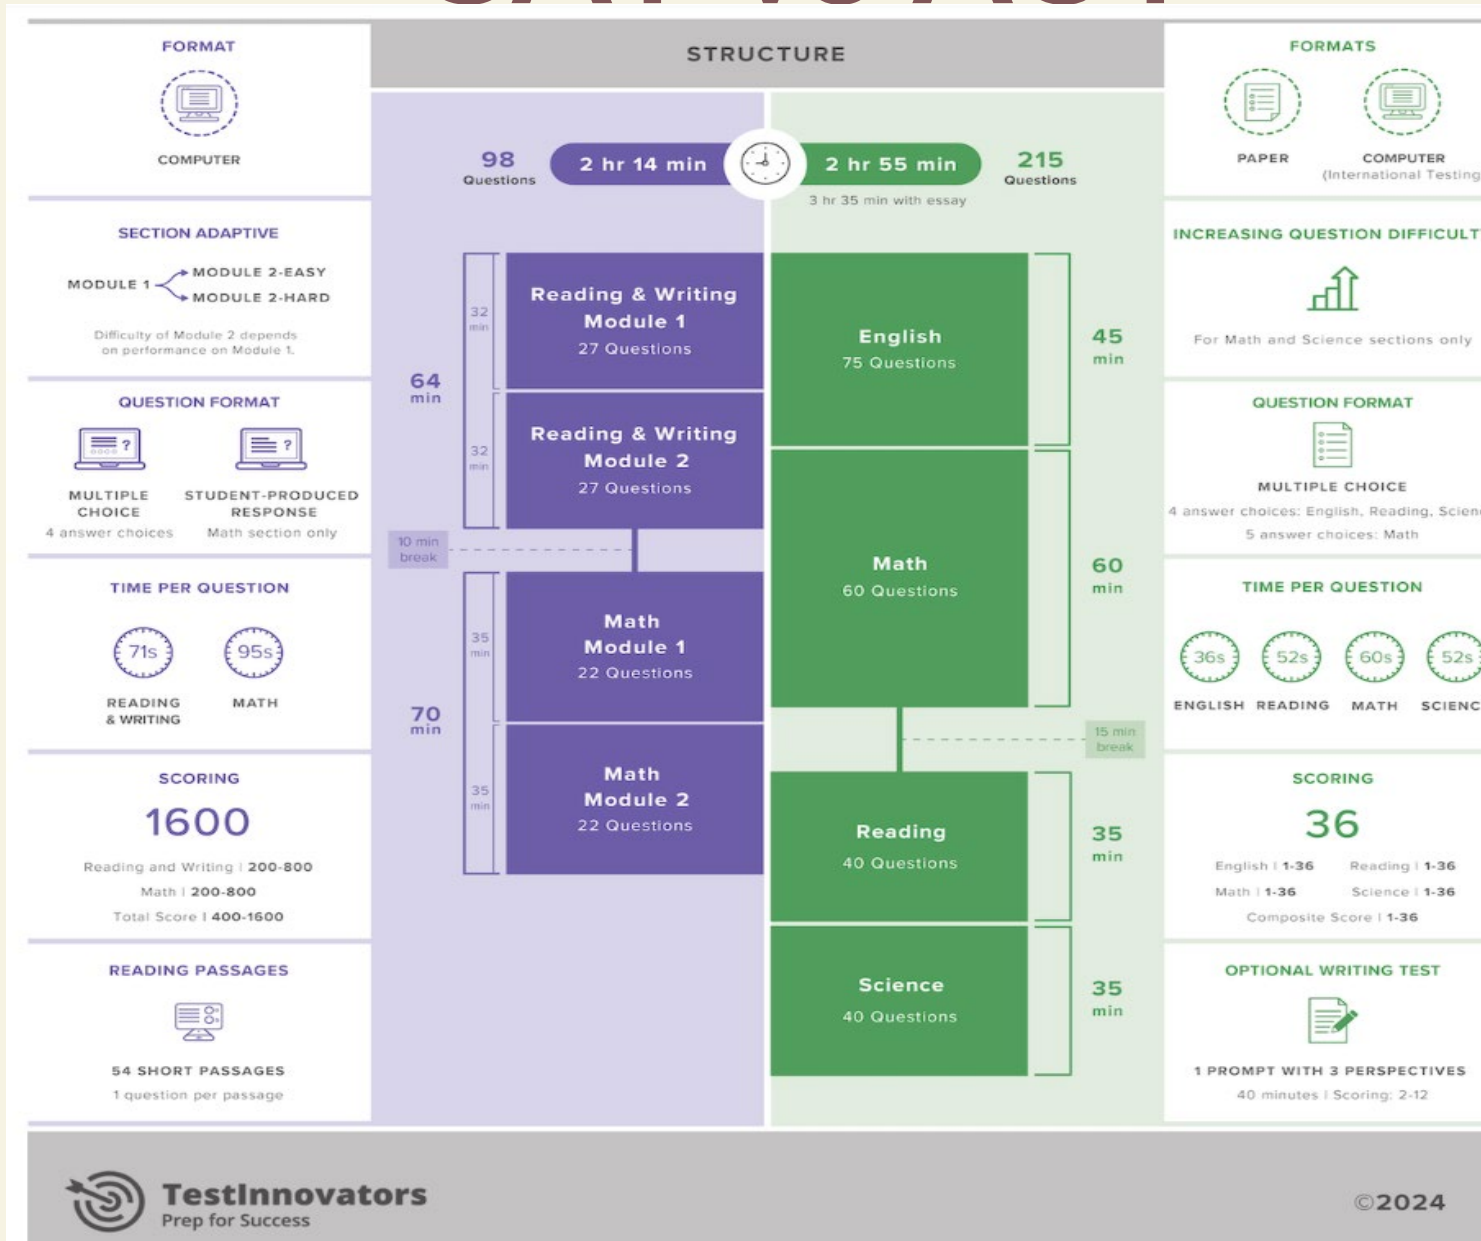 FORMAT
COMPUTER
SECTION ADAPTIVE
MODULE 1
MODULE 2-EASY
MODULE 2-HARD
Difficulty of Module 2 depends
on performance on Module 1.
QUESTION FORMAT
?
?
MULTIPLE
CHOICE
4 answer choices
STUDENT-PRODUCED
RESPONSE
Math section only
TIME PER QUESTION
71s
95s
READING
& WRITING
MATH
SCORING
1600
Reading and Writing | 200-800
Math | 200-800
Total Score | 400-1600
READING PASSAGES
54 SHORT PASSAGES
1 question per passage
STRUCTURE
98
Questions
2 hr 14 min
2 hr 55 min
3 hr 35 min with essay
215
Questions
64
min
32
min
Reading & Writing
Module 1
27 Questions
32
min
Reading & Writing
Module 2
27 Questions
10 min
break
70
min
35
min
Math
Module 1
22 Questions
35
min
Math
Module 2
22 Questions
English
75 Questions
45
min
Math
60 Questions
60
min
15 min
break
Reading
40 Questions
35
min
Science
40 Questions
35
min
FORMATS
PAPER
COMPUTER
(International Testing
INCREASING QUESTION DIFFICULT
For Math and Science sections only
QUESTION FORMAT
MULTIPLE CHOICE
4 answer choices: English, Reading, Scien
5 answer choices: Math
TIME PER QUESTION
36s
52s
60s
52s
ENGLISH
READING
MATH
SCIENC
SCORING
36
English | 1-36
Reading | 1-36
Math | 1-36
Science | 1-36
Composite Score | 1-36
OPTIONAL WRITING TEST
1 PROMPT WITH 3 PERSPECTIVES
40 minutes | Scoring: 2-12
TestInnovators
Prep for Success
©2024